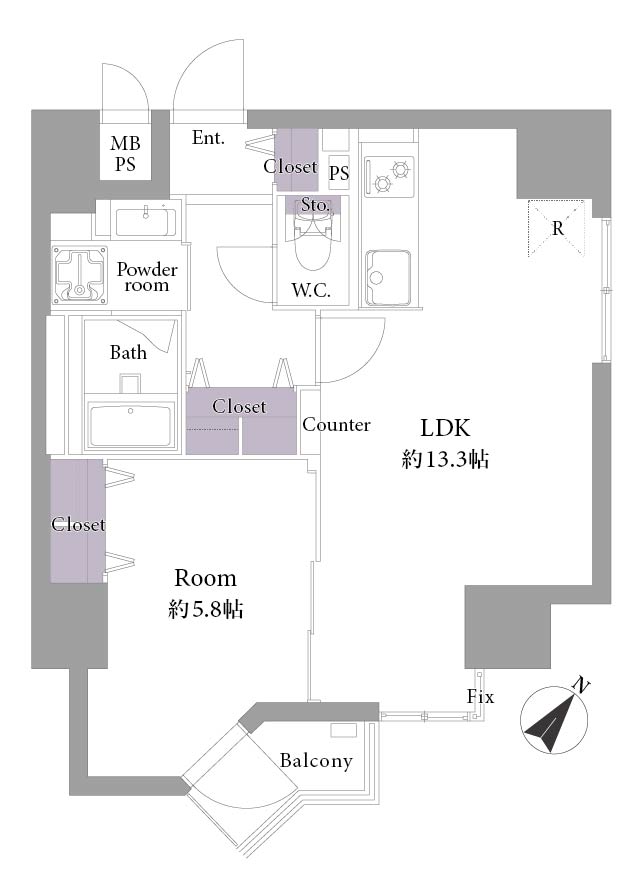 MB
PS
Ent.
Closet
PS
Sto.
R
Powder
room
W.C.
Bath
Closet
Counter
LDK
約13.3帖
Closet
Room
約5.8帖
Fix
N
Balcony